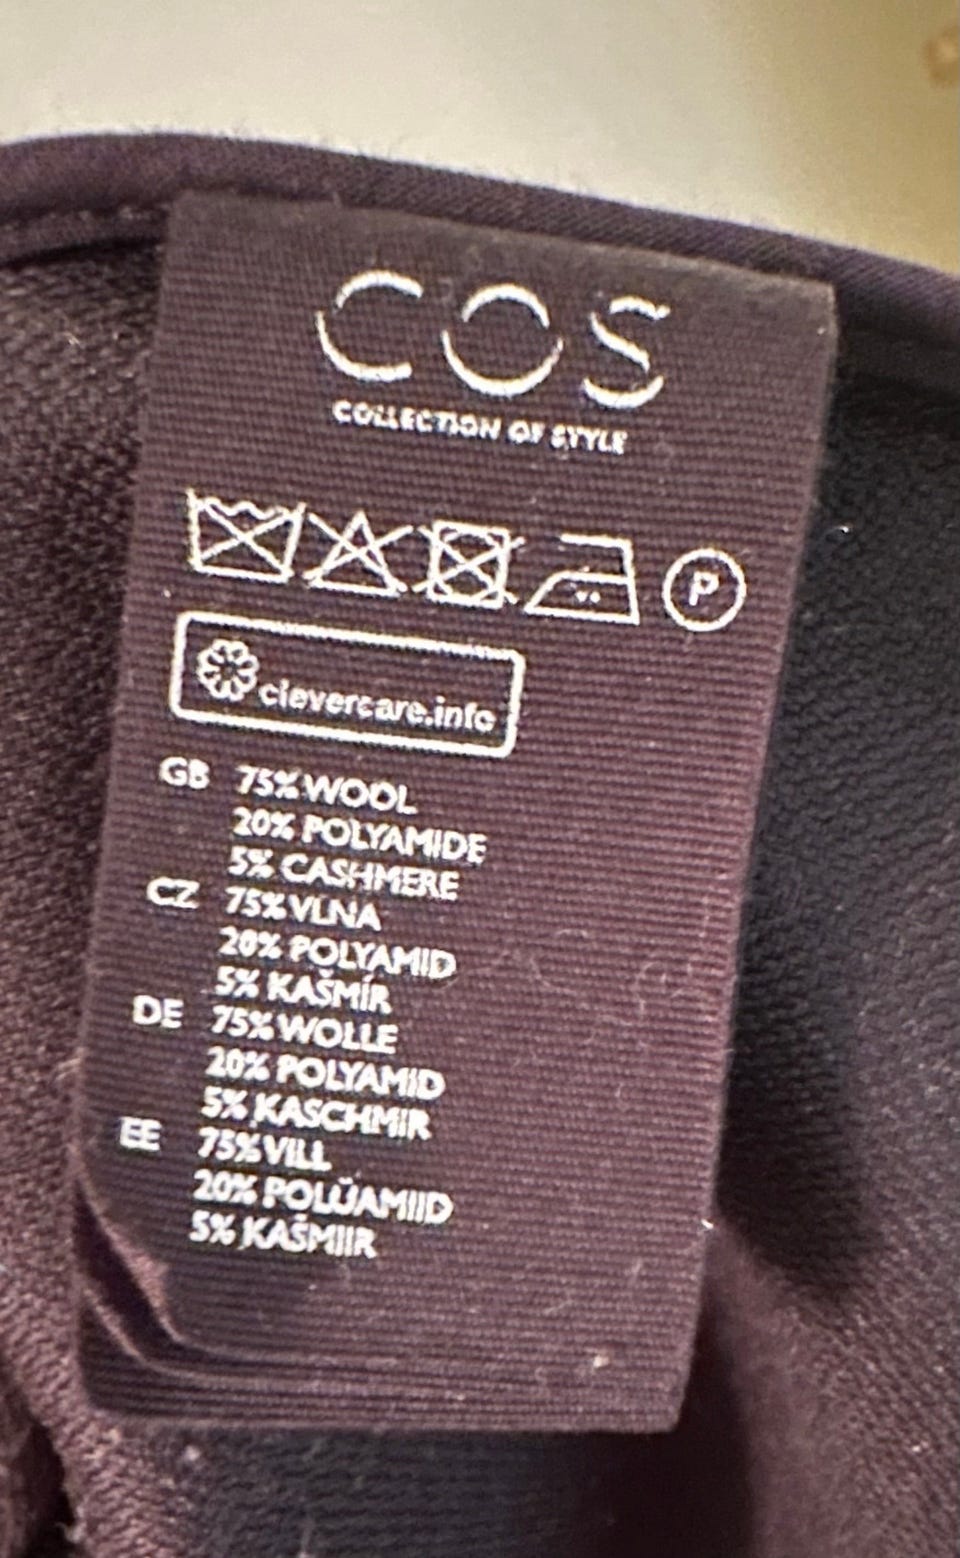 COS
COLLECTION OF STYLE
P
clevercare.info
GB 75% WOOL
20% POLYAMIDE
5% CASHMERE
CZ 75% VLNA
20% POLYAMID
5% KAŠMÍR
DE 75% WOLLE
20% POLYAMID
5% KASCHMIR
EE 75% VILL
20% POLÜAMIID
5% KAŠMIIR